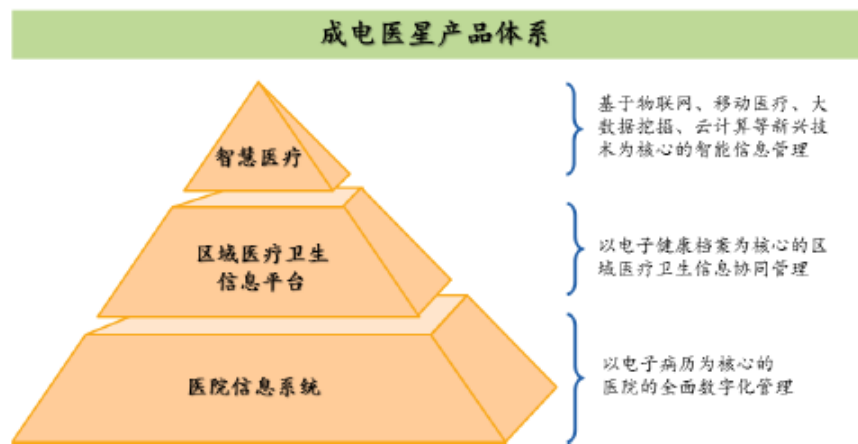 成电医星产品体系
智慧医疗
基于物联网、移动医疗、大
数据挖掘、云计算等新兴技
术为核心的智能信息管理
区域医疗卫生
信息平台
以电子健康档案为核心的区
域医疗卫生信息协同管理
医院信息系统
以电子病历为核心的
医院的全面数字化管理